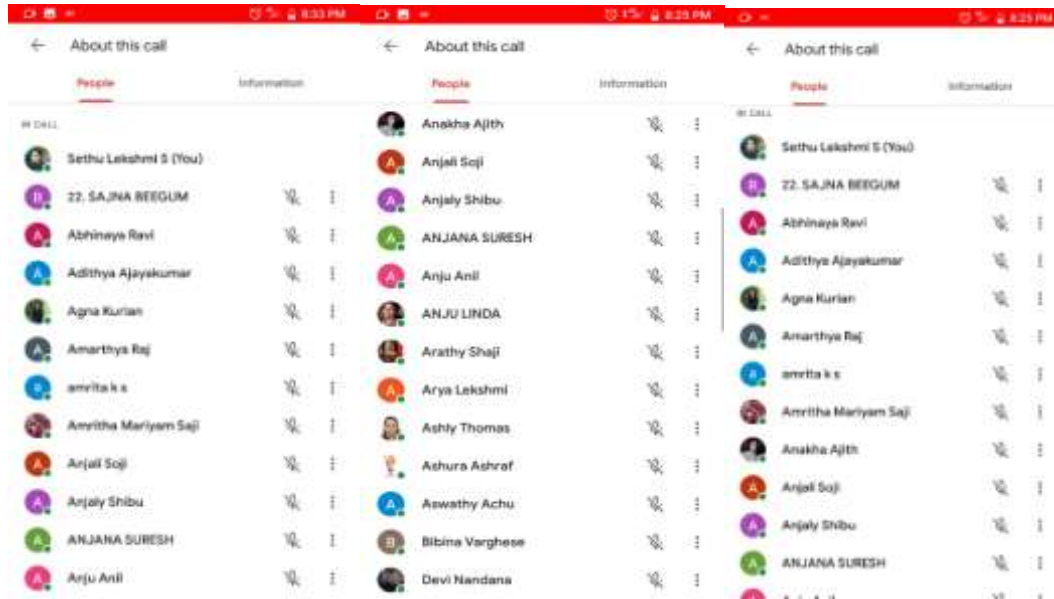 8:33 PM
About this call
People Information
IN CALL
Sethu Lekshmi S (You)
22. SAJNA BEEGUM
Abhinaya Ravi
Adithya Ajayakumar
Agna Kurian
Amarthya Raj
amrita k s
Amritha Mariyam Saji
Anjali Soji
Anjaly Shibu
ANJANA SURESH
Anju Anil
8:25 PM
About this call
People Information
Anakha Ajith
Anjali Soji
Anjaly Shibu
ANJANA SURESH
Anju Anil
ANJU LINDA
Arathy Shaji
Arya Lekshmi
Ashly Thomas
Ashura Ashraf
Aswathy Achu
Bibina Varghese
Devi Nandana
8:25 PM
About this call
People Information
IN CALL
Sethu Lekshmi S (You)
22. SAJNA BEEGUM
Abhinaya Ravi
Adithya Ajayakumar
Agna Kurian
Amarthya Raj
amrita k s
Amritha Mariyam Saji
Anakha Ajith
Anjali Soji
Anjaly Shibu
ANJANA SURESH